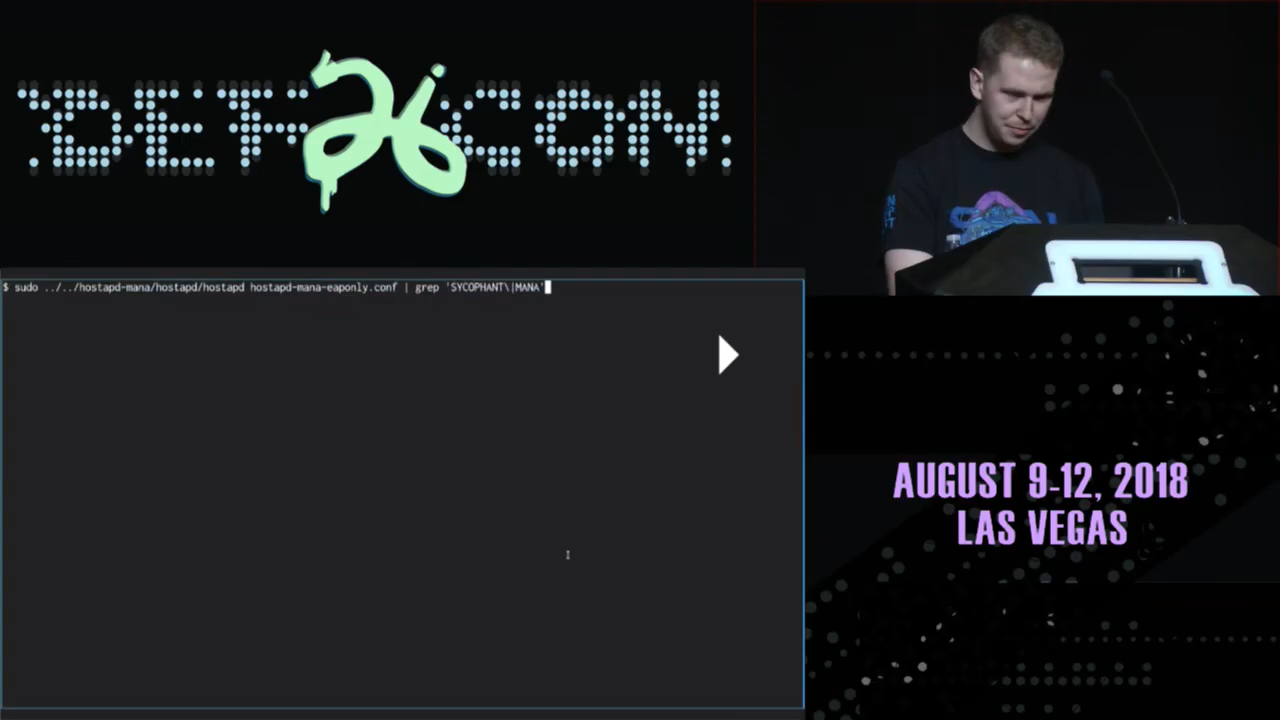 DEF CON
26
$ sudo ../../hostapd-mana/hostapd/hostapd hostapd-mana-eaponly.conf | grep 'SYCOPHANT\|MANA'
AUGUST 9-12, 2018
LAS VEGAS